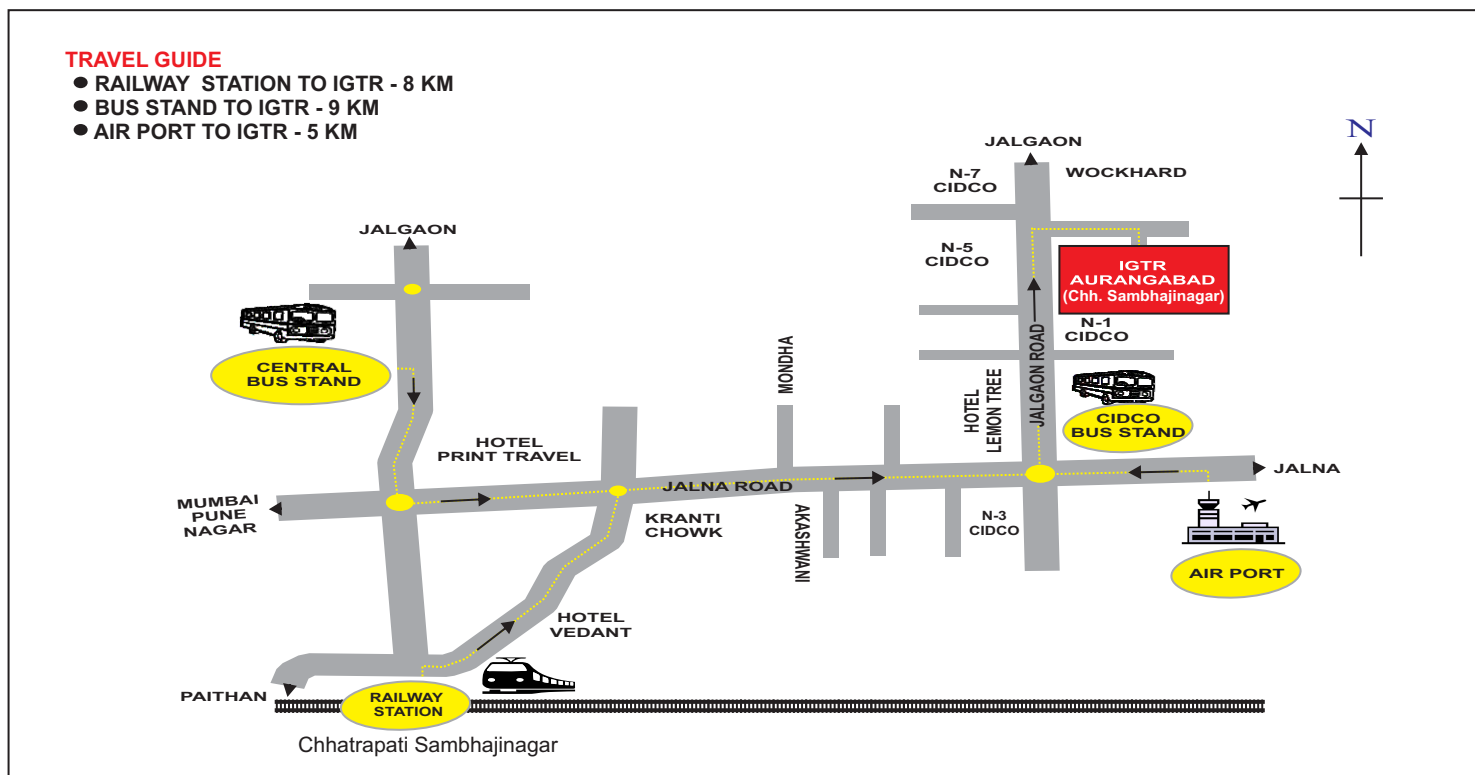 TRAVEL GUIDE
● RAILWAY STATION TO IGTR - 8 KM
● BUS STAND TO IGTR - 9 KM
● AIR PORT TO IGTR - 5 KM
N
JALGAON
WOCKHARD
N-7
CIDCO
JALGAON
N-5
CIDCO
IGTR
AURANGABAD
(Chh. Sambhajinagar)
N-1
CIDCO
CENTRAL
BUS STAND
MONDHA
HOTEL
LEMON TREE
JALGAON ROAD
CIDCO
BUS STAND
HOTEL
PRINT TRAVEL
JALNA
JALNA ROAD
MUMBAI
PUNE
NAGAR
KRANTI
CHOWK
AKASHWANI
N-3
CIDCO
AIR PORT
HOTEL
VEDANT
PAITHAN
RAILWAY
STATION
Chhatrapati Sambhajinagar